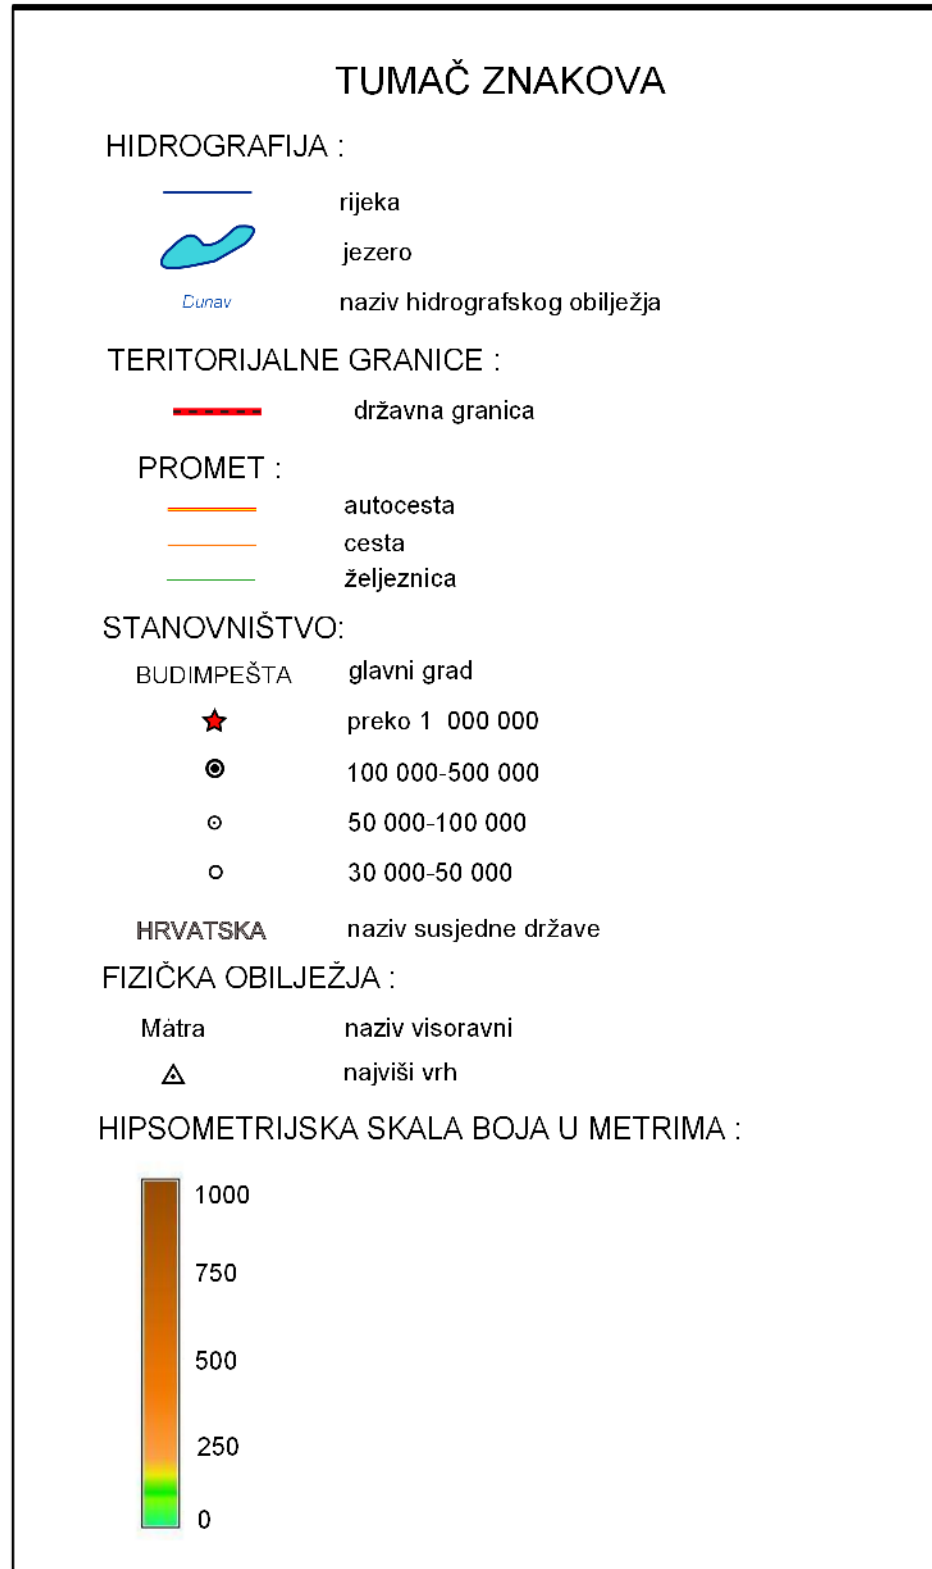 TUMAČ ZNAKOVA
HIDROGRAFIJA :
rijeka
jezero
Dunav naziv hidrografskog obilježja
TERITORIJALNE GRANICE :
državna granica
PROMET :
autocesta
cesta
željeznica
STANOVNIŠTVO:
BUDIMPEŠTA glavni grad
preko 1 000 000
100 000-500 000
50 000-100 000
30 000-50 000
HRVATSKA naziv susjedne države
FIZIČKA OBILJEŽJA :
Mátra naziv visoravni
najviši vrh
HIPSOMETRIJSKA SKALA BOJA U METRIMA :
1000
750
500
250
0